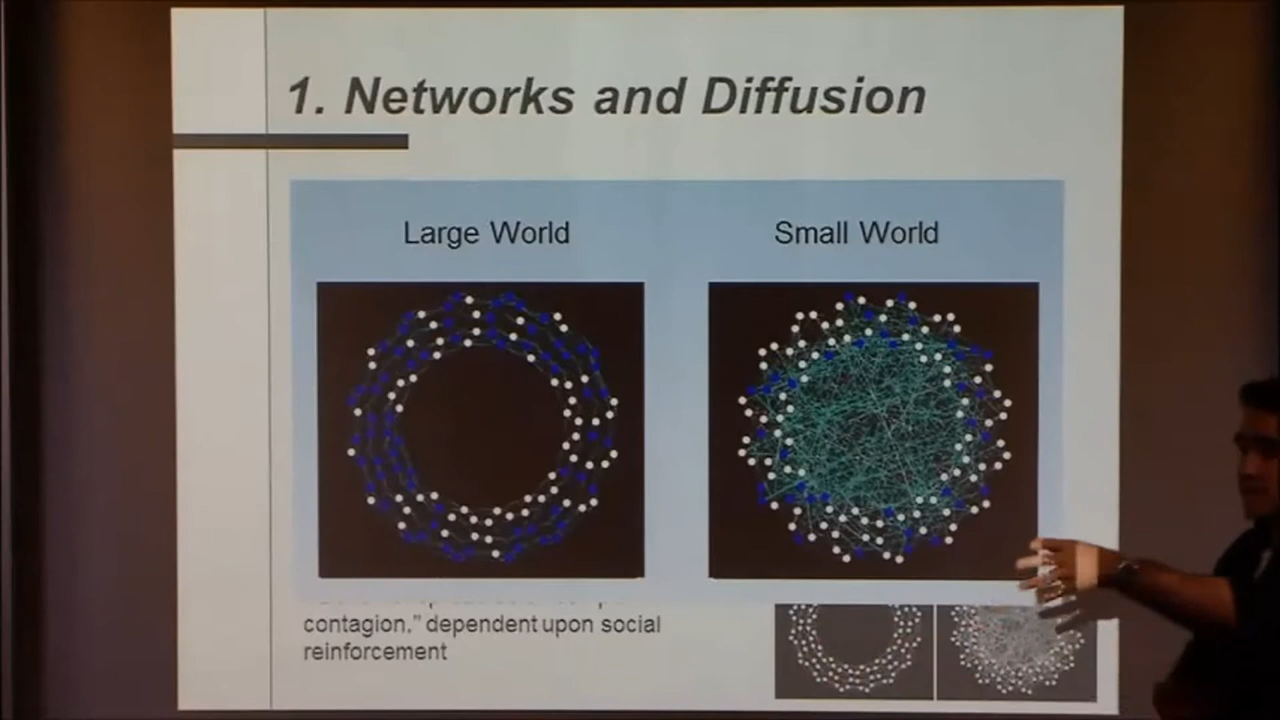 1. Networks and Diffusion
Large World
Small World
contagion,” dependent upon social
reinforcement